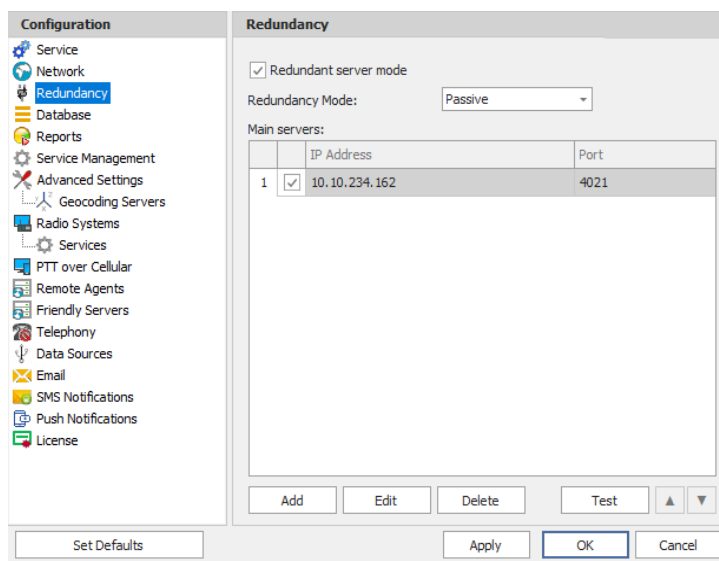 Configuration
Service
Network
Redundancy
Database
Reports
Service Management
Advanced Settings
Geocoding Servers
Radio Systems
Services
PTT over Cellular
Remote Agents
Friendly Servers
Telephony
Data Sources
Email
SMS Notifications
Push Notifications
License
Set Defaults
Redundancy
Redundant server mode
Redundancy Mode: Passive
Main servers:
IP Address Port
1 10.10.234.162 4021
Add Edit Delete Test
Apply OK Cancel